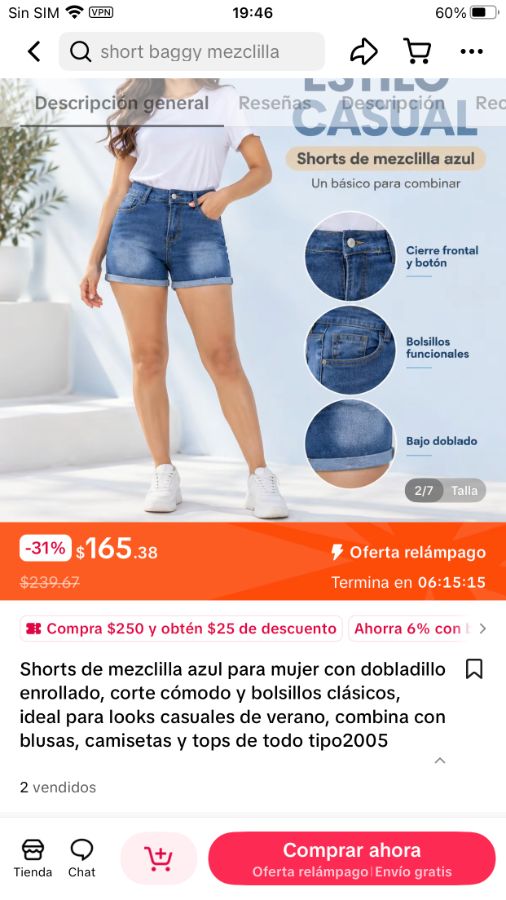 Sin SIM VPN 19:46 60%
short baggy mezclilla
Descripción general Reseñas Descripción
ESTILO
CASUAL
Shorts de mezclilla azul
Un básico para combinar
Cierre frontal
y botón
Bolsillos
funcionales
Bajo doblado
2/7 Talla
-31% $165.38 Oferta relámpago
$239.67 Termina en 06:15:15
Compra $250 y obtén $25 de descuento Ahorra 6% con
Shorts de mezclilla azul para mujer con dobladillo
enrollado, corte cómodo y bolsillos clásicos,
ideal para looks casuales de verano, combina con
blusas, camisetas y tops de todo tipo2005
2 vendidos
Comprar ahora
Tienda Chat Oferta relámpago | Envío gratis